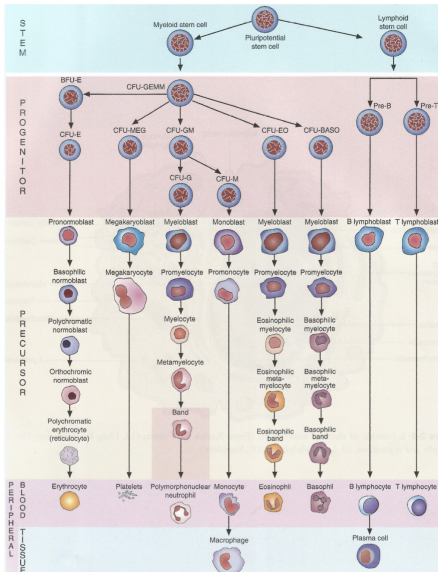 Myeloid stem cell
Pluripotential
stem cell
Lymphoid
stem cell
STEM
BFU-E
CFU-GEMM
Pre-B
Pre-T
CFU-E
CFU-MEG
CFU-GM
CFU-EO
CFU-BASO
CFU-G
CFU-M
PROGENITOR
Pronormoblast
Megakaryoblast
Myeloblast
Monoblast
Myeloblast
Myeloblast
B lymphoblast
T lymphoblast
Basophilic
normoblast
Megakaryocyte
Promyelocyte
Promonocyte
Promyelocyte
Promyelocyte
Polychromatic
normoblast
Myelocyte
Eosinophilic
myelocyte
Basophilic
myelocyte
Orthochromic
normoblast
Metamyelocyte
Eosinophilic
meta-
myelocyte
Basophilic
meta-
myelocyte
Polychromatic
erythrocyte
(reticulocyte)
Band
Eosinophilic
band
Basophilic
band
PRECURSOR
Erythrocyte
Platelets
Polymorphonuclear
neutrophil
Monocyte
Eosinophil
Basophil
B lymphocyte
T lymphocyte
PERIPHERAL
BLOOD
Macrophage
Plasma cell
TISSUE